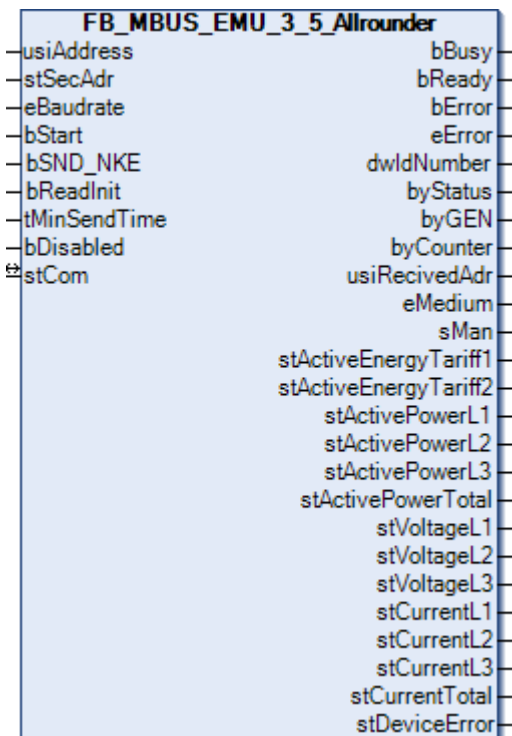 FB_MBUS_EMU_3_5_Allrounder
usiAddress bBusy
stSecAdr bReady
eBaudrate bError
bStart eError
bSND_NKE dwIdNumber
bReadInit byStatus
tMinSendTime byGEN
bDisabled byCounter
stCom usiRecivedAdr
eMedium
sMan
stActiveEnergyTariff1
stActiveEnergyTariff2
stActivePowerL1
stActivePowerL2
stActivePowerL3
stActivePowerTotal
stVoltageL1
stVoltageL2
stVoltageL3
stCurrentL1
stCurrentL2
stCurrentL3
stCurrentTotal
stDeviceError